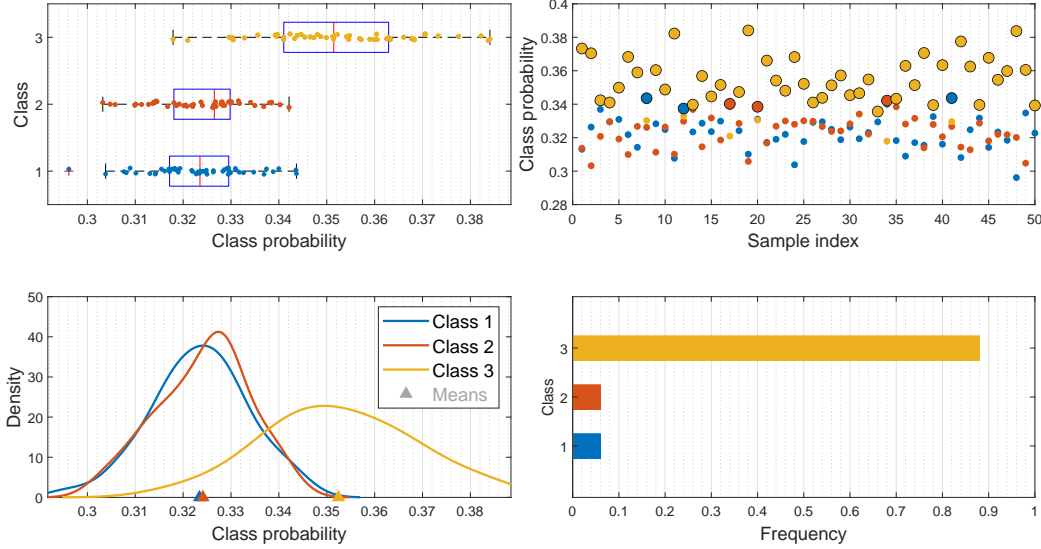 3
2
1
Class
0.3 0.31 0.32 0.33 0.34 0.35 0.36 0.37 0.38
Class probability
0.4
0.36
0.34
0.32
0.28
Class probability
0 5 10 15 20 25 30 35 40 45 50
Sample index
50
40
30
20
10
0
Density
Class 1
Class 2
Class 3
Means
0.3 0.31 0.32 0.33 0.34 0.35 0.36 0.37 0.38
Class probability
3
2
1
Class
0 0.1 0.2 0.3 0.4 0.5 0.6 0.7 0.8 0.9 1
Frequency